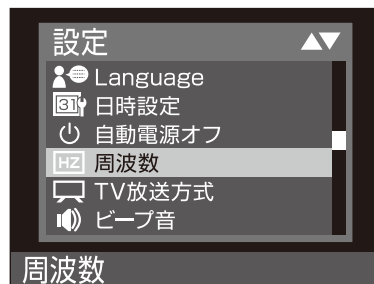 設定 ▲▼
Language
31 日時設定
自動電源オフ
HZ 周波数
TV放送方式
ビープ音
周波数